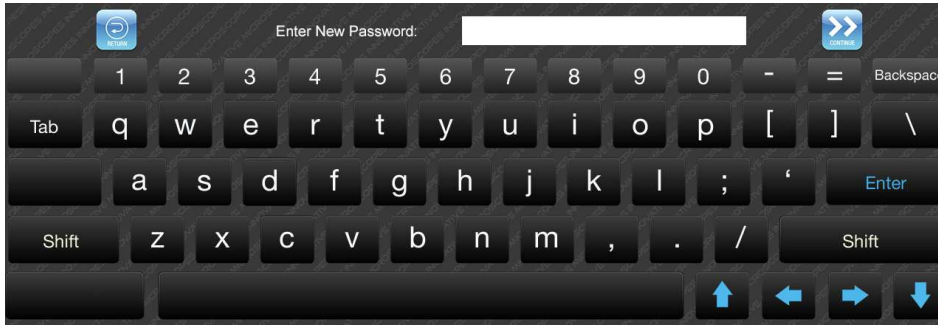 RETURN Enter New Password: CONTINUE
1 2 3 4 5 6 7 8 9 0 - = Backspac
Tab q w e r t y u i o p [ ] \
a s d f g h j k l ; ‘ Enter
Shift z x c v b n m , . / Shift